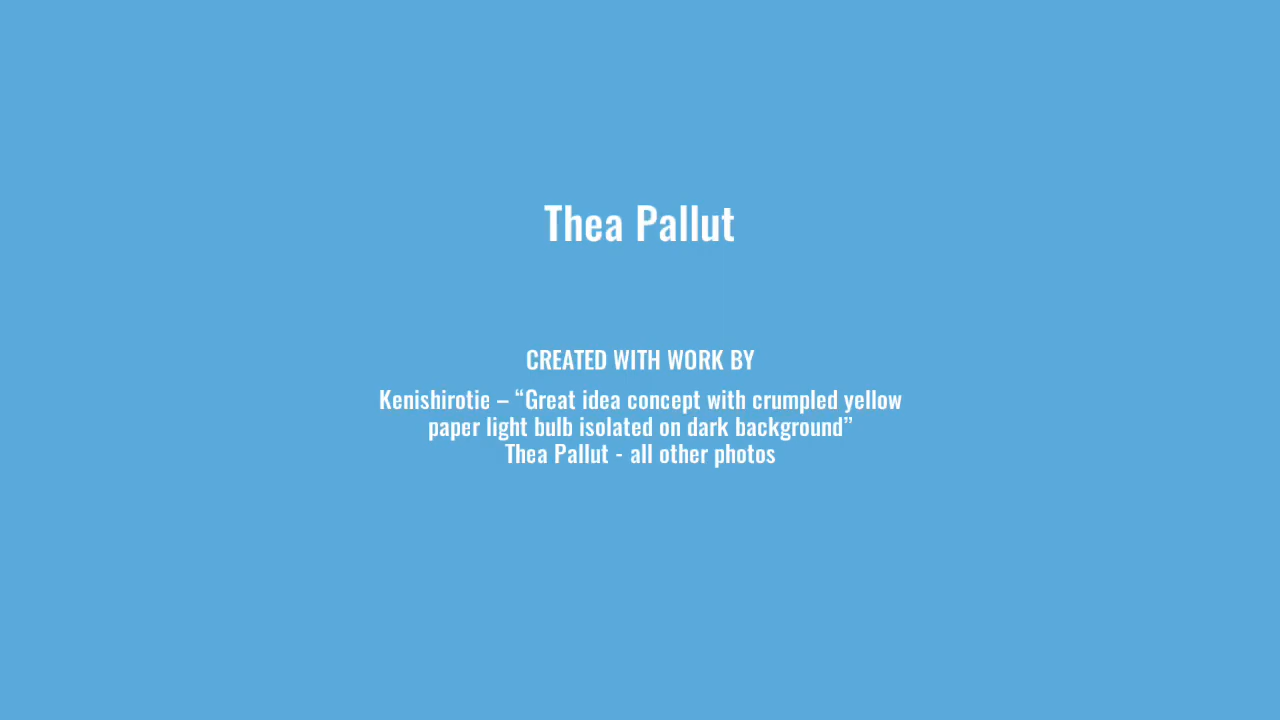 Thea Pallut
CREATED WITH WORK BY
Kenishirotie – “Great idea concept with crumpled yellow
paper light bulb isolated on dark background”
Thea Pallut - all other photos